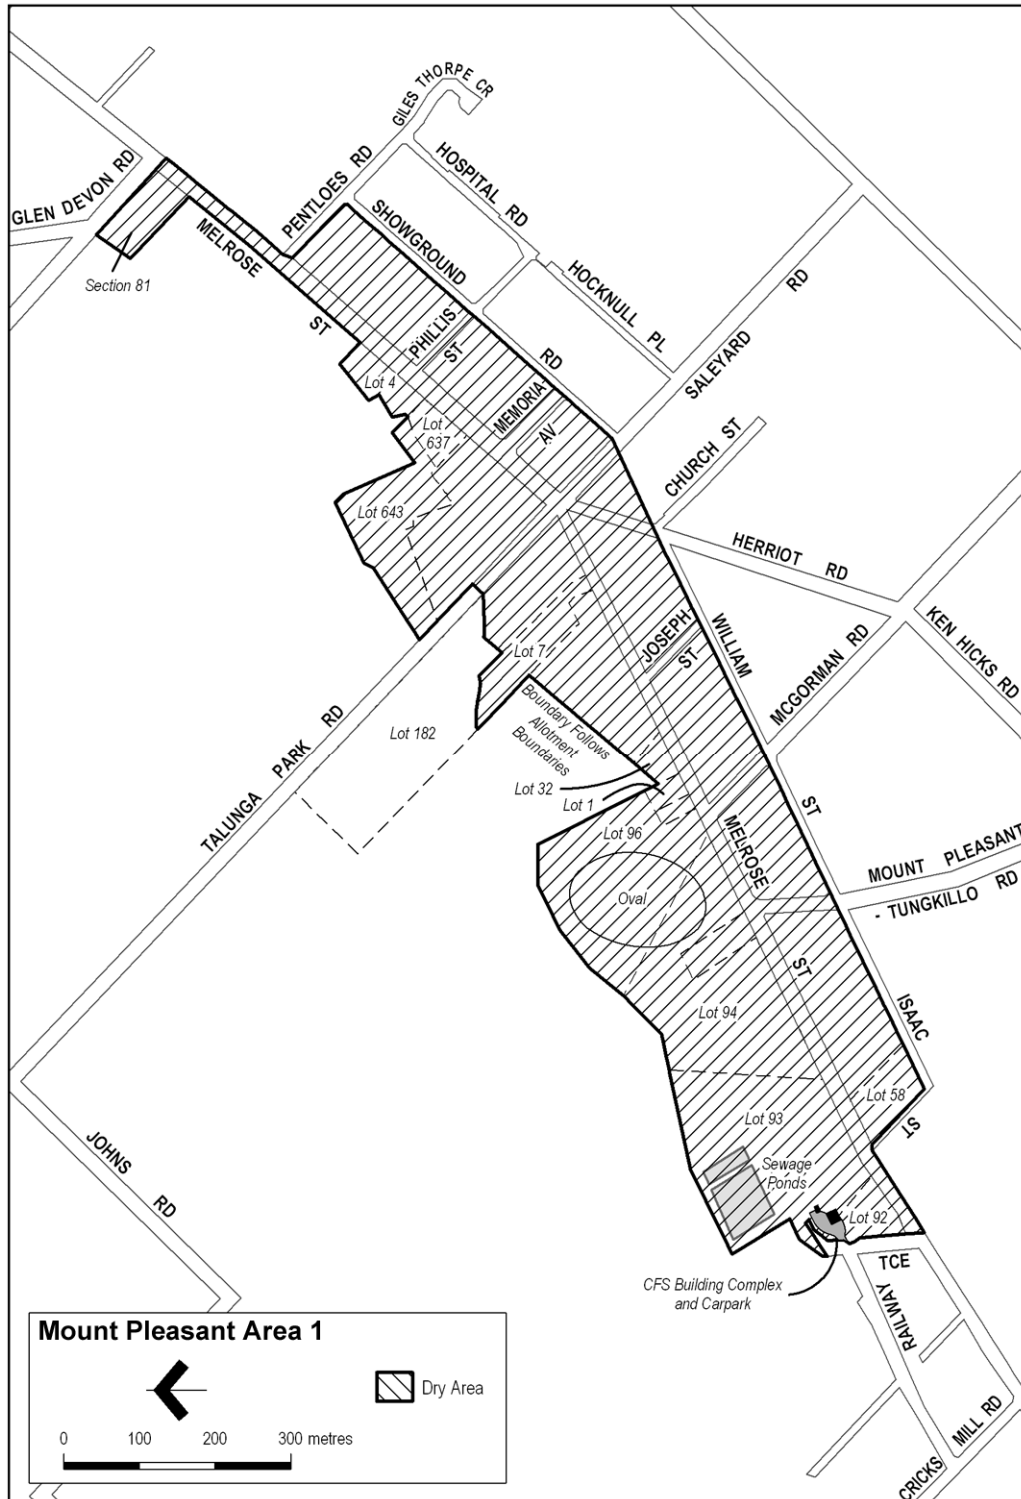 GILES THORPE CR
GLEN DEVON RD
PENTLOES RD
HOSPITAL RD
SHOWGROUND
RD
MELROSE
ST
Section 81
HOCKNULL PL
SALEYARD RD
PHILLIS
ST
Lot 4
MEMORIA
AV
Lot
637
CHURCH ST
Lot 643
HERRIOT RD
KEN HICKS RD
JOSEPH
ST
WILLIAM
ST
MCGORMAN RD
Lot 7
Boundary Follows
Allotment
Boundaries
Lot 182
TALUNGA PARK RD
Lot 32
Lot 1
Lot 96
MELROSE
ST
MOUNT PLEASANT
- TUNGKILLO RD
Oval
Lot 94
ISAAC
ST
Lot 58
JOHNS RD
Lot 93
Sewage
Ponds
Lot 92
TCE
RAILWAY
CFS Building Complex
and Carpark
MILL RD
CRICKS
Mount Pleasant Area 1
Dry Area
0 100 200 300 metres